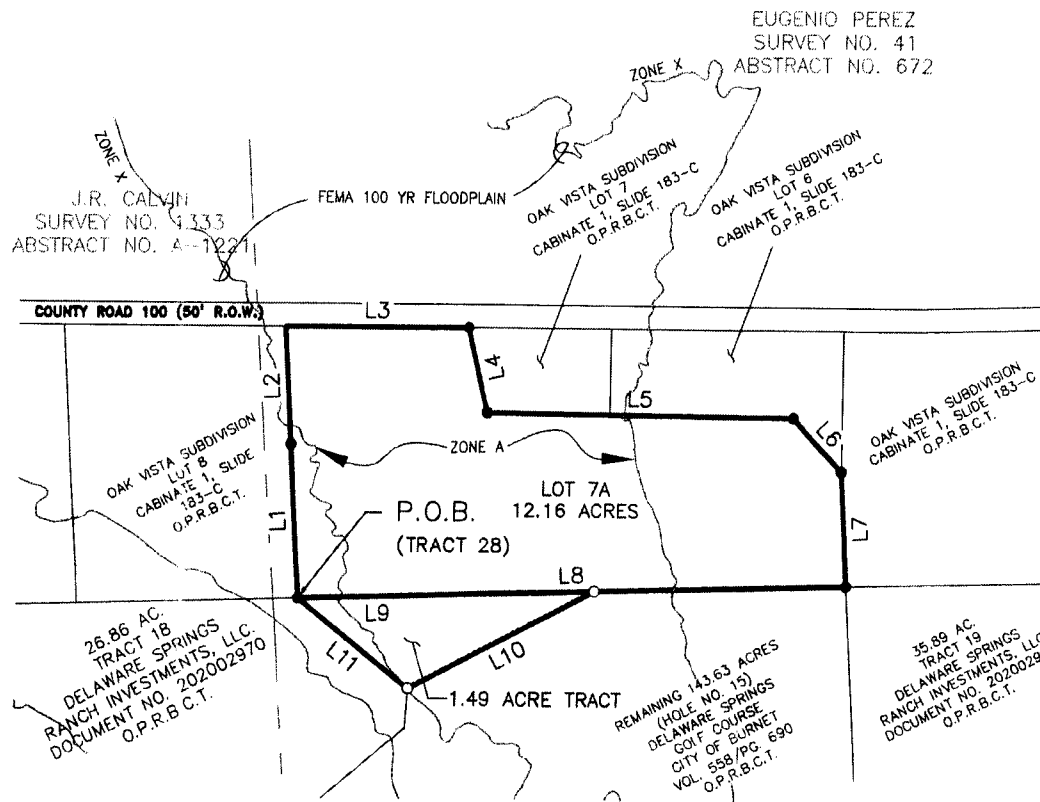 EUGENIO PEREZ
SURVEY NO. 41
ABSTRACT NO. 672
ZONE X
ZONE X
J.R. CALVIN
SURVEY NO. 1333
ABSTRACT NO. A-1221
FEMA 100 YR FLOODPLAIN
OAK VISTA SUBDIVISION
LOT 7
CABINATE 1, SLIDE 183-C
O.P.R.B.C.T.
OAK VISTA SUBDIVISION
LOT 6
CABINATE 1, SLIDE 183-C
O.P.R.B.C.T.
COUNTY ROAD 100 (50' R.O.W.)
L3
L4
L2
L5
L6
OAK VISTA SUBDIVISION
CABINATE 1, SLIDE 183-C
O.P.R.B.C.T.
OAK VISTA SUBDIVISION
LOT 8
CABINATE 1, SLIDE
183-C
O.P.R.B.C.T.
ZONE A
LOT 7A
12.16 ACRES
L1
P.O.B.
(TRACT 28)
L7
L8
L9
L10
L11
1.49 ACRE TRACT
26.86 AC.
TRACT 18
DELAWARE SPRINGS
RANCH INVESTMENTS, LLC.
DOCUMENT NO. 202002970
O.P.R.B.C.T.
REMAINING 143.63 ACRES
(HOLE NO. 15)
DELAWARE SPRINGS
GOLF COURSE
CITY OF BURNET
VOL. 558/PG. 690
O.P.R.B.C.T.
35.89 AC.
TRACT 19
DELAWARE SPRINGS
RANCH INVESTMENTS, LLC
DOCUMENT NO. 2020029
O.P.R.B.C.T.